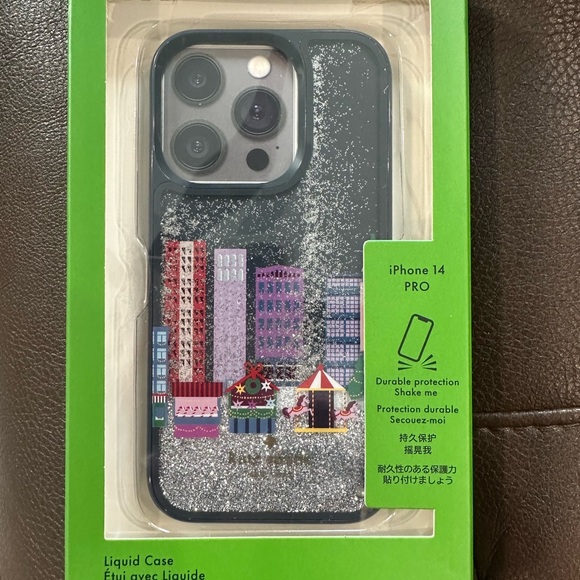 iPhone 14
PRO
Durable protection
Shake me
Protection durable
Secouez-moi
持久保护
摇晃我
耐久性のある保護力
貼り付けましょう
kate spade
Liquid Case
Étui avec Liquide